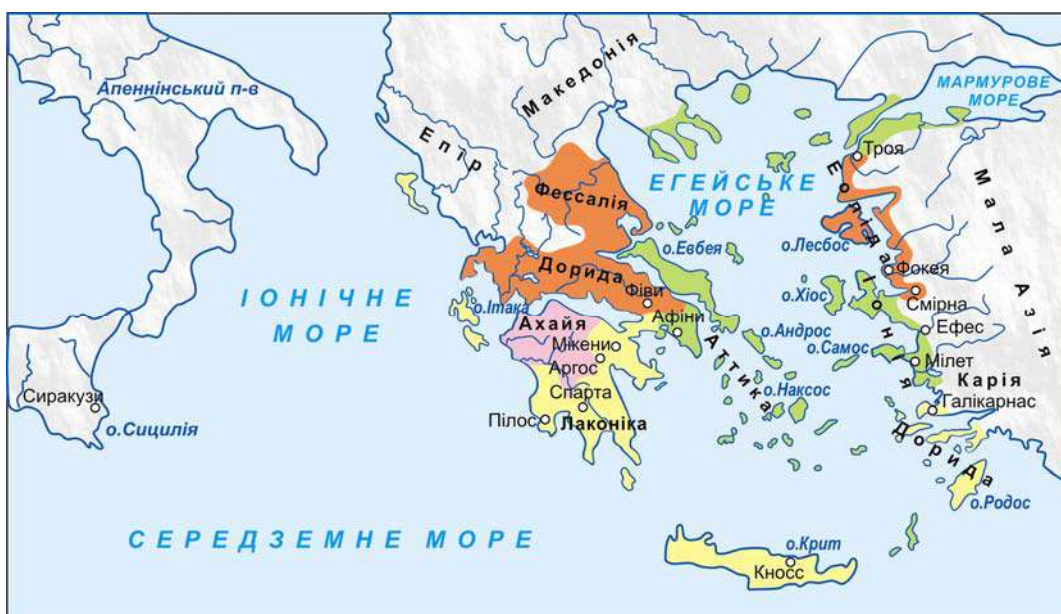 Апеннінський п-в
Македонія
МАРМУРОВЕ
МОРЕ
Епір
Троя
Фессалія
ЕГЕЙСЬКЕ
МОРЕ
Еоліда
Мала Азія
о.Евбея
о.Лесбос
Дорида
Фокея
ІОНІЧНЕ
МОРЕ
о.Ітака
Фіви
о.Хіос
Смірна
Ахайя
Афіни
Іонія
Ефес
Мікени
Аттика
о.Андрос
о.Самос
Аргос
Мілет
Сиракузи
Спарта
о.Наксос
Карія
Галікарнас
о.Сицилія
Пілос
Лаконіка
Дорида
о.Родос
СЕРЕДЗЕМНЕ МОРЕ
о.Крит
Кносс